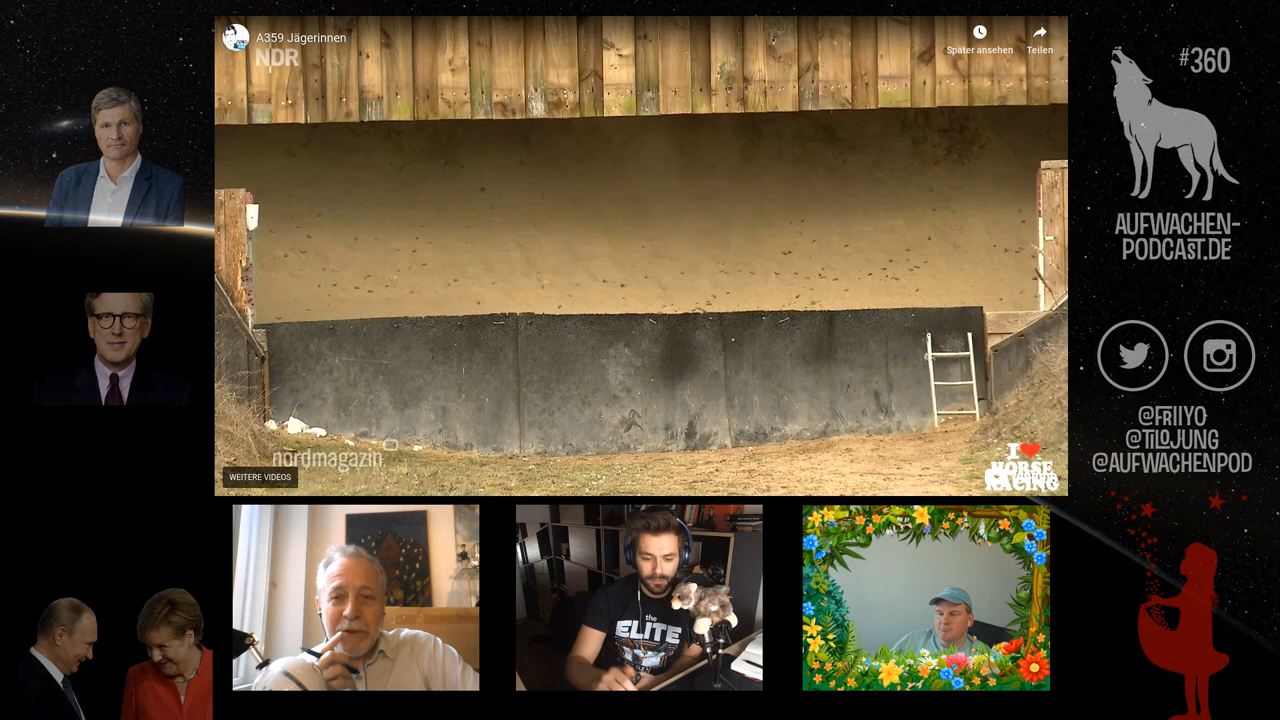 A359 Jägerinnen
NDR
Später ansehen
Teilen
#360
AUFWACHEN-
PODCAST.DE
@FRIIYO
@TILOJUNG
@AUFWACHENPOD
nordmagazin
WEITERE VIDEOS
I
HORSE
RACING
the
ELITE